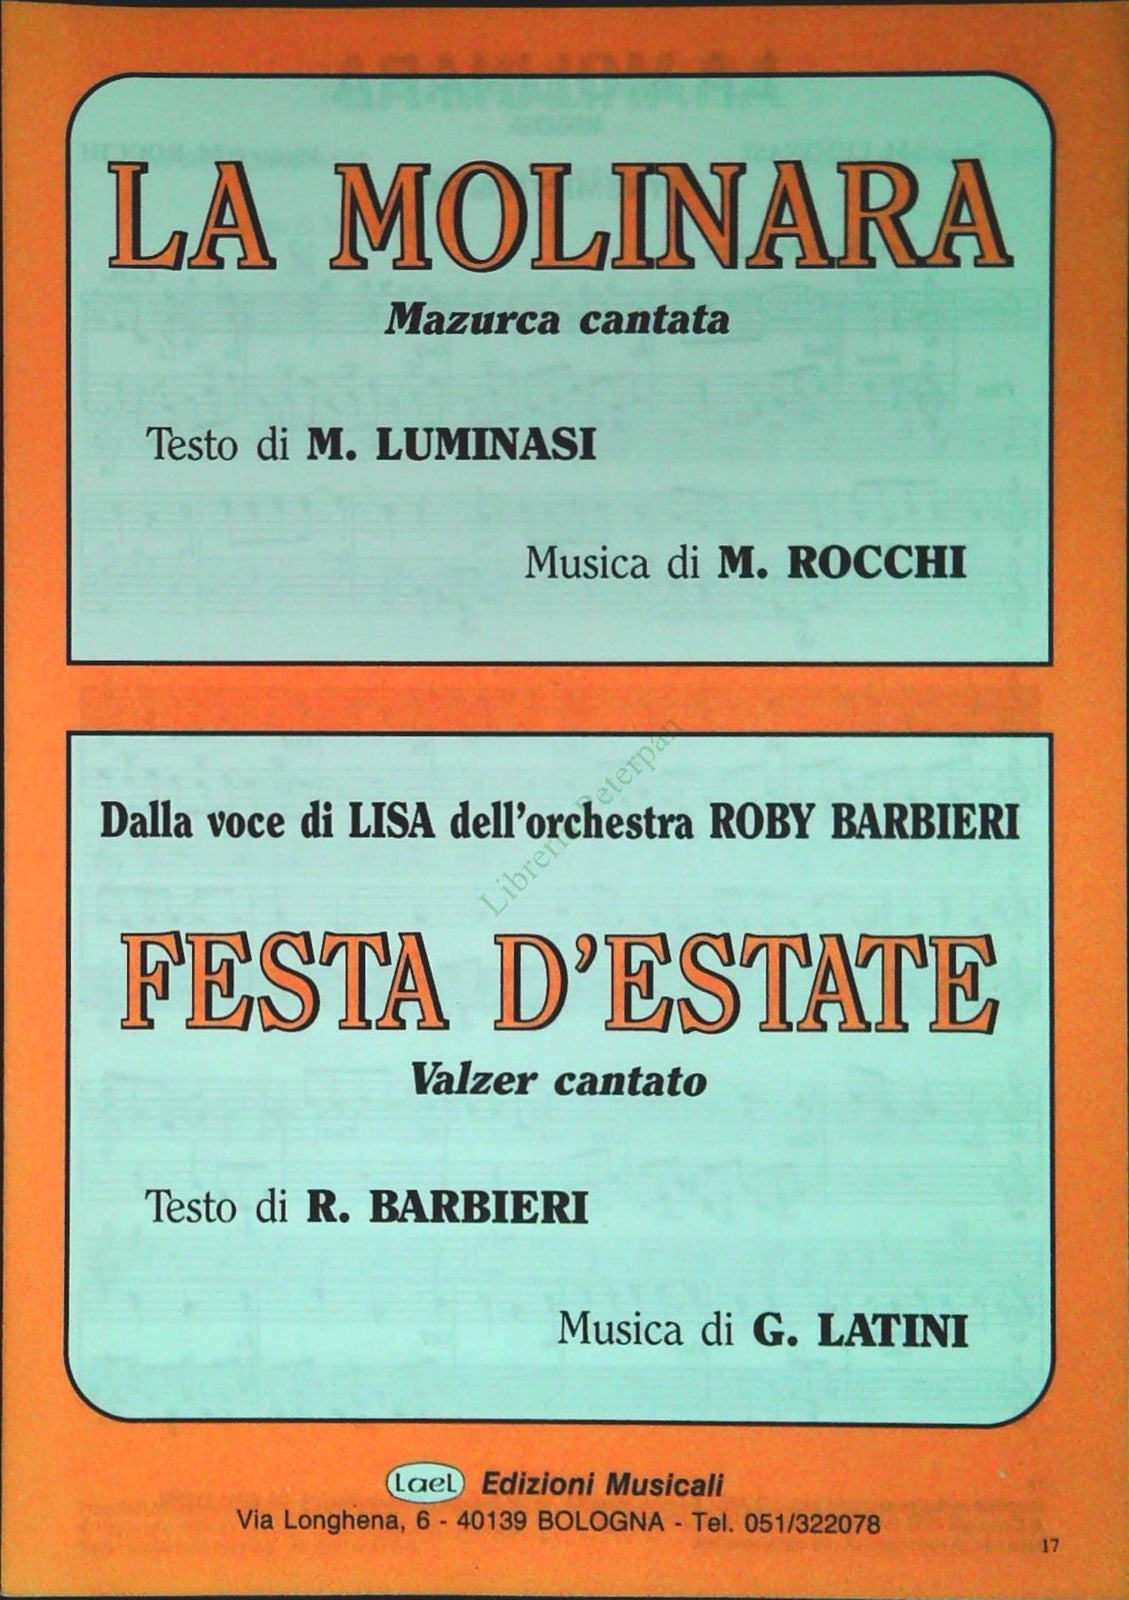 LA MOLINARA
Mazurca cantata
Testo di M. LUMINASI
Musica di M. ROCCHI
Libreria Peterpan
Dalla voce di LISA dell'orchestra ROBY BARBIERI
FESTA D'ESTATE
Valzer cantato
Testo di R. BARBIERI
Musica di G. LATINI
Lael Edizioni Musicali
Via Longhena, 6 - 40139 BOLOGNA - Tel. 051/322078
17